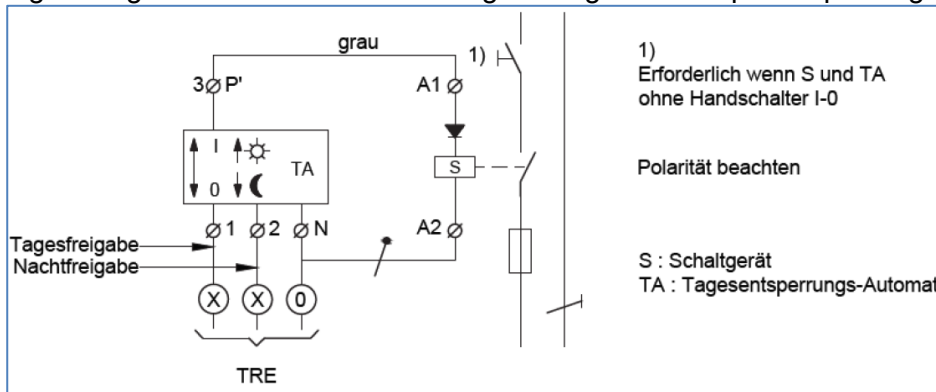 grau
1)
3 P'
A1
I
0
TA
S
1
2
N
A2
Tagesfreigabe
Nachtfreigabe
X
X
0
TRE
1)
Erforderlich wenn S und TA
ohne Handschalter I-0
Polarität beachten
S : Schaltgerät
TA : Tagesentsperrungs-Automat